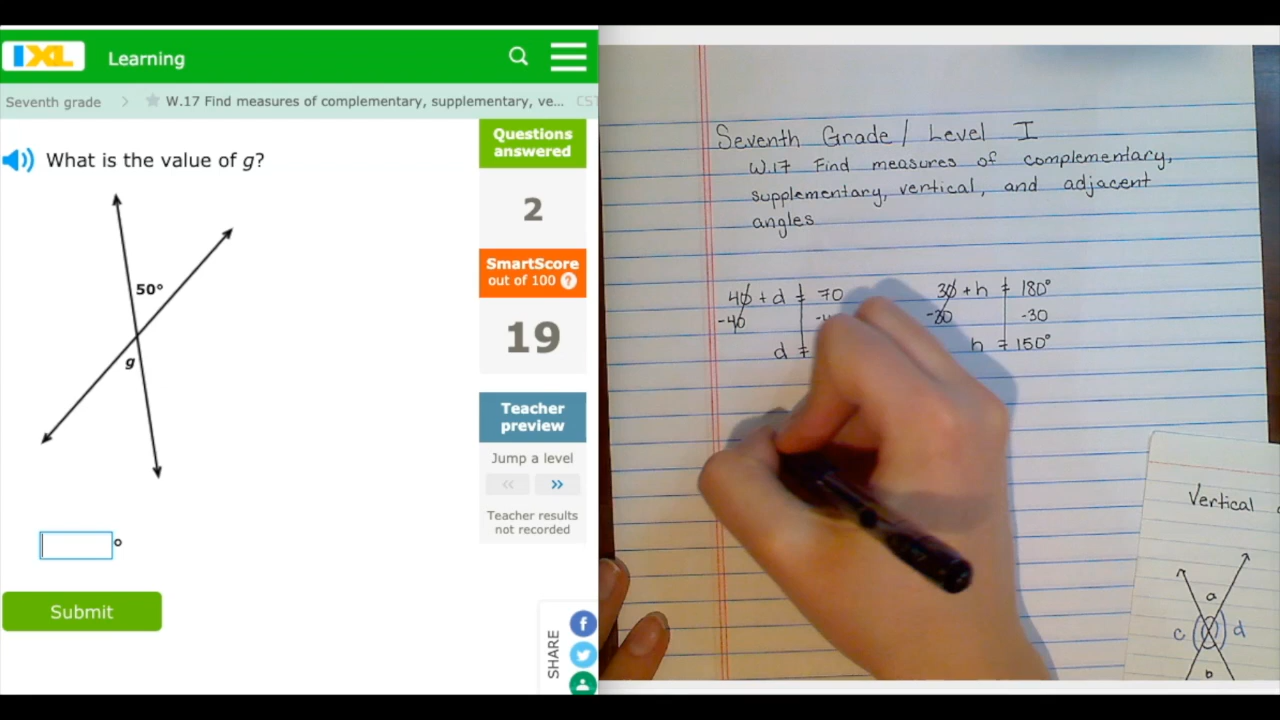 IXL Learning
Seventh grade > W.17 Find measures of complementary, supplementary, ve... CST
What is the value of g?
50°
g
°
Submit
Questions answered
2
SmartScore
out of 100 ?
19
Teacher preview
Jump a level
Teacher results not recorded
SHARE
Seventh Grade / Level I
W.17 Find measures of complementary,
supplementary, vertical, and adjacent
angles
40 + d = 70
-40
d =
30 + h = 180°
-30 -30
h = 150°
Vertical
a
c d
b